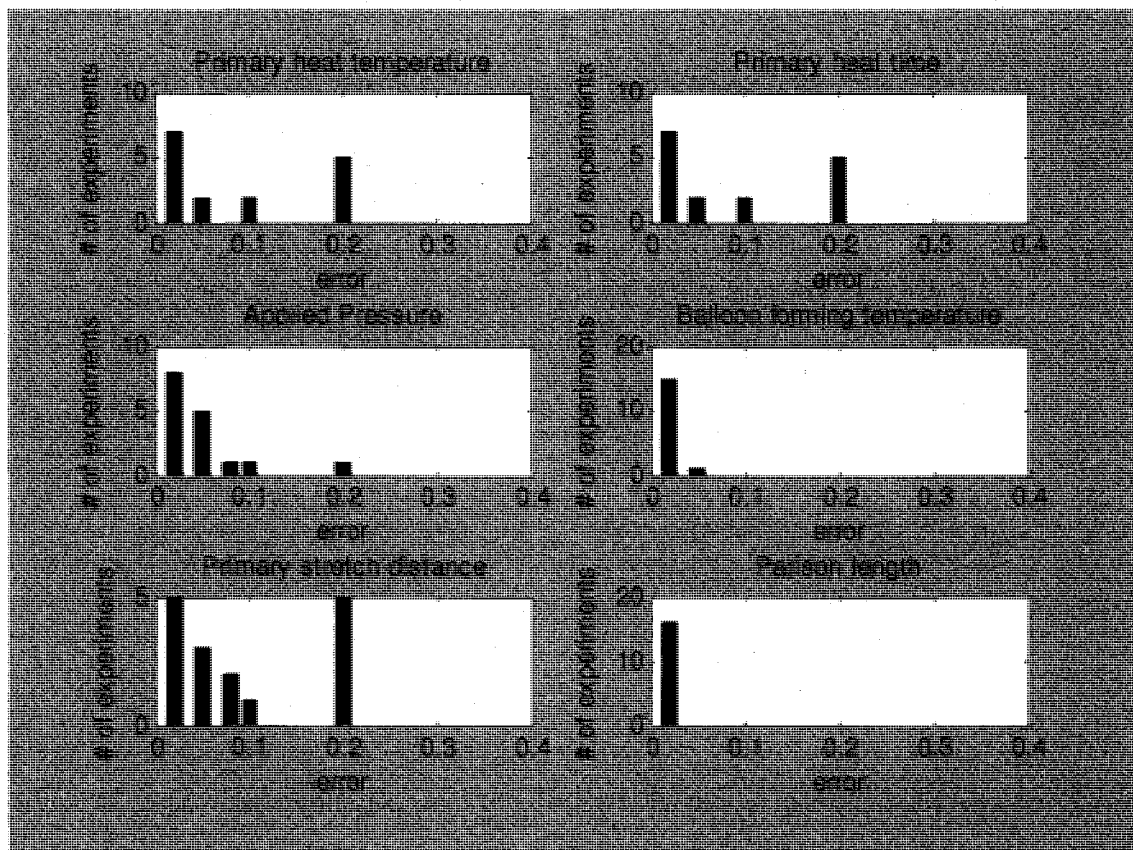 Primary heat temperature
# of experiments
10
5
0
0 0.1 0.2 0.3 0.4
error
Primary heat time
# of experiments
10
5
0
0 0.1 0.2 0.3 0.4
error
Applied Pressure
# of experiments
10
5
0
0 0.1 0.2 0.3 0.4
error
Balloon forming temperature
# of experiments
20
10
0
0 0.1 0.2 0.3 0.4
error
Primary stretch distance
# of experiments
5
0
0 0.1 0.2 0.3 0.4
error
Parison length
# of experiments
20
10
0
0 0.1 0.2 0.3 0.4
error